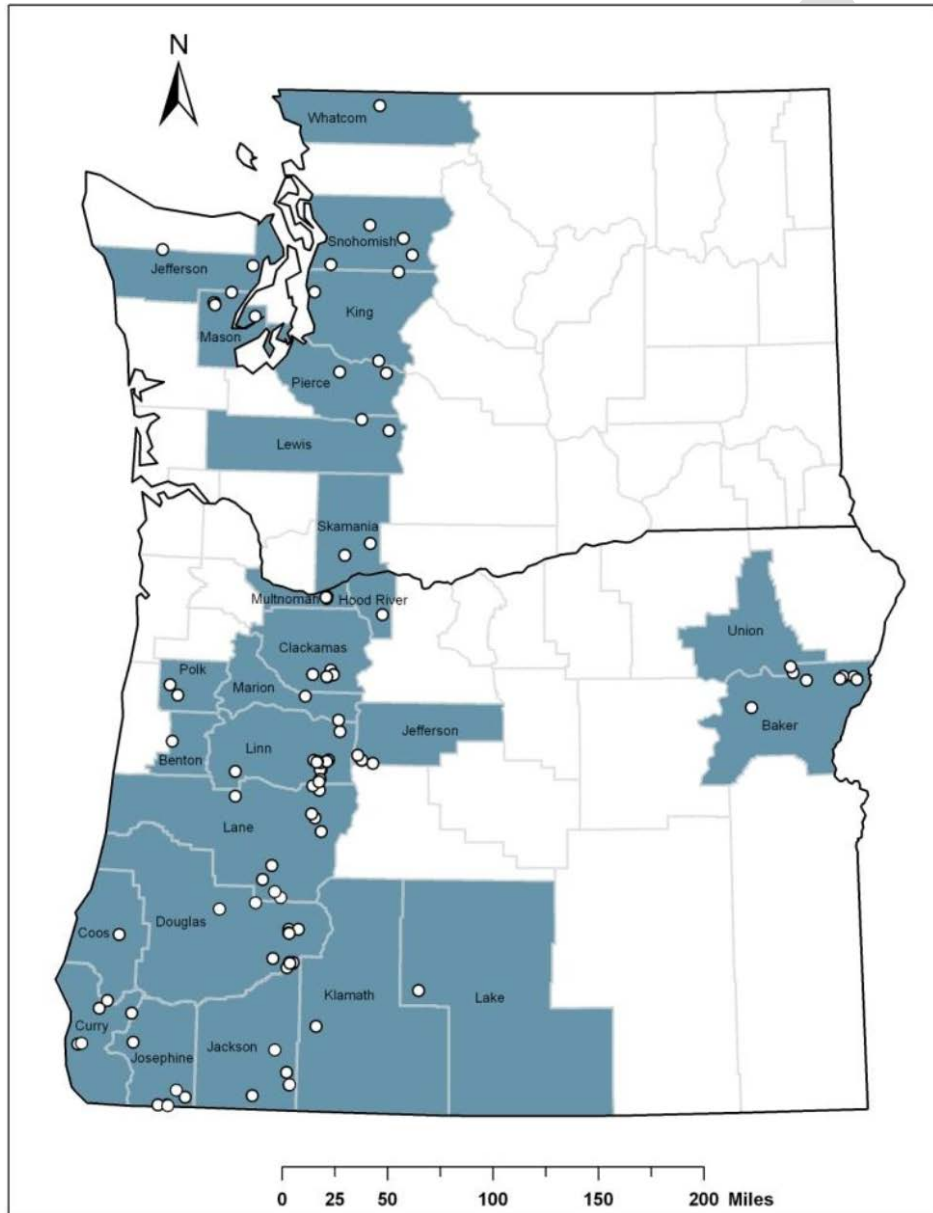 N
Whatcom
Snohomish
Jefferson
King
Mason
Pierce
Lewis
Skamania
Multnomah
Hood River
Union
Clackamas
Polk
Marion
Jefferson
Baker
Linn
Benton
Lane
Douglas
Coos
Klamath
Lake
Curry
Jackson
Josephine
0 25 50 100 150 200 Miles